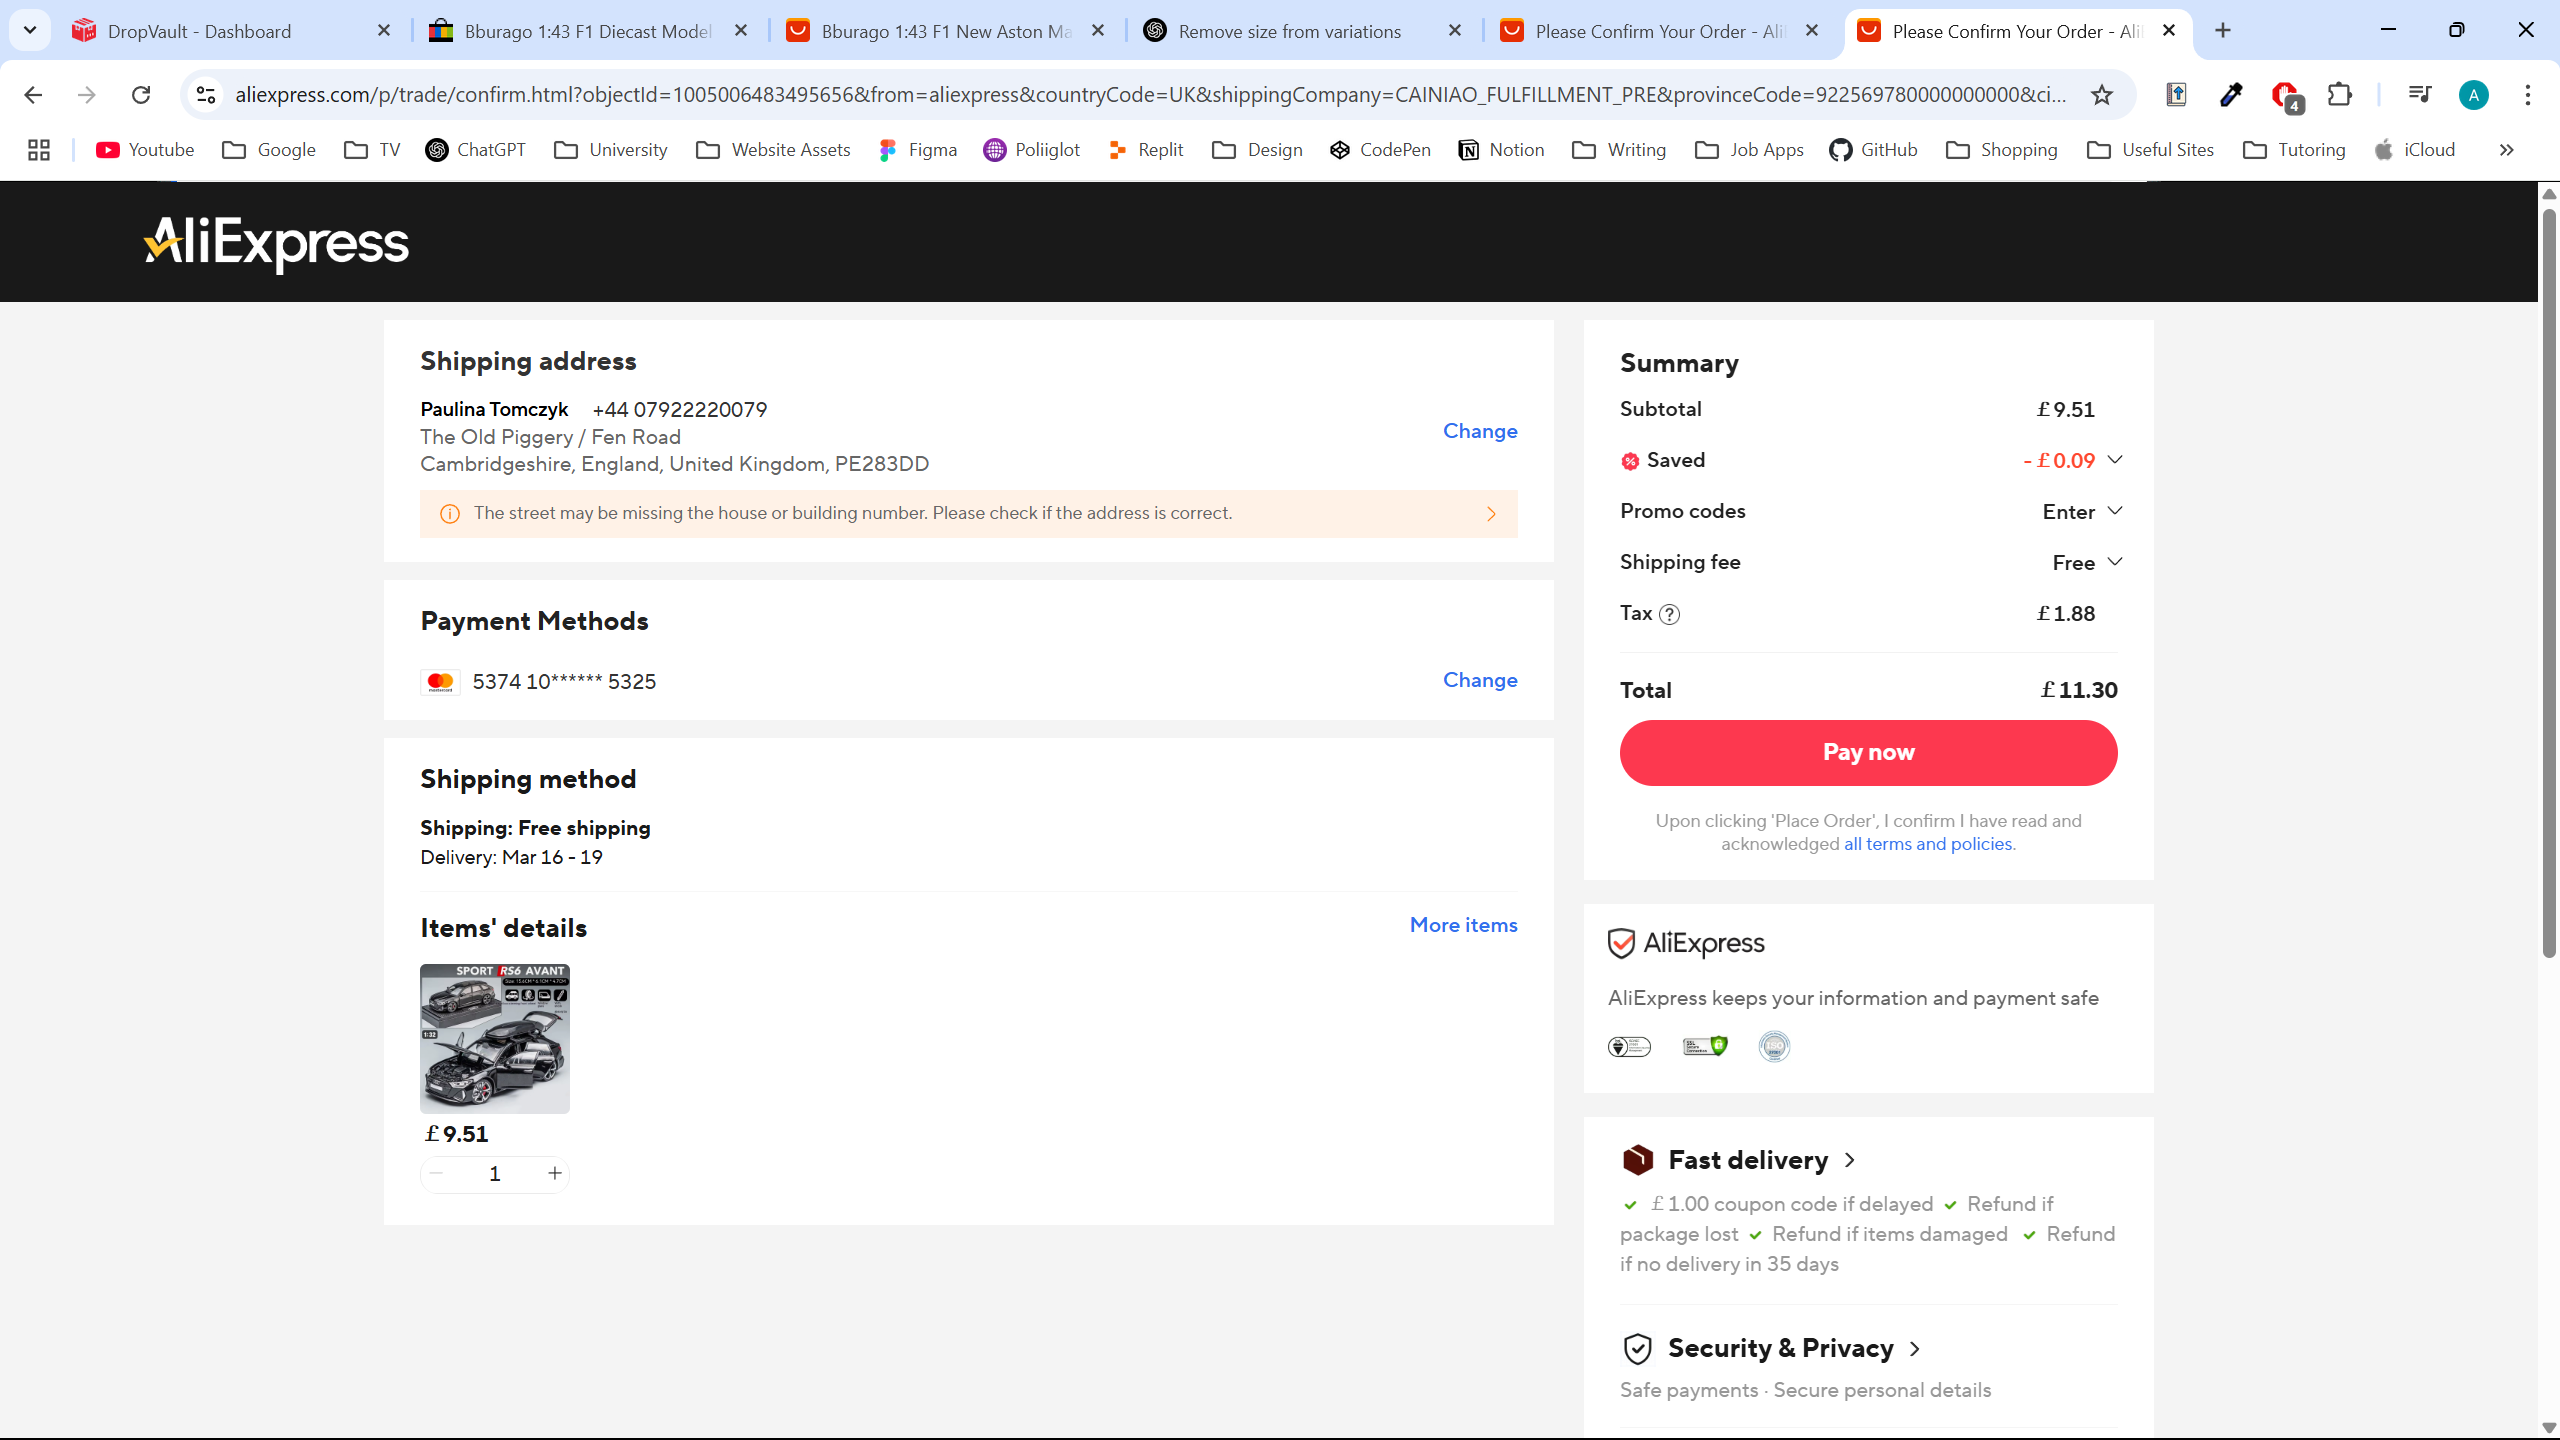 DropVault - Dashboard
Bburago 1:43 F1 Diecast Model
Bburago 1:43 F1 New Aston Ma
Remove size from variations
Please Confirm Your Order - Ali
Please Confirm Your Order - Ali
aliexpress.com/p/trade/confirm.html?objectId=1005006483495656&from=aliexpress&countryCode=UK&shippingCompany=CAINIAO_FULFILLMENT_PRE&provinceCode=922569780000000000&ci...
4
A
Youtube
Google
TV
ChatGPT
University
Website Assets
Figma
Poliiglot
Replit
Design
CodePen
Notion
Writing
Job Apps
GitHub
Shopping
Useful Sites
Tutoring
iCloud
AliExpress
Shipping address
Paulina Tomczyk +44 07922220079
The Old Piggery / Fen Road
Cambridgeshire, England, United Kingdom, PE283DD
Change
The street may be missing the house or building number. Please check if the address is correct.
Payment Methods
5374 10****** 5325
Change
Shipping method
Shipping: Free shipping
Delivery: Mar 16 - 19
Items' details
More items
SPORT RS6 AVANT
1:32
£9.51
1
Summary
Subtotal £9.51
Saved - £0.09
Promo codes Enter
Shipping fee Free
Tax £1.88
Total £11.30
Pay now
Upon clicking 'Place Order', I confirm I have read and
acknowledged all terms and policies.
AliExpress
AliExpress keeps your information and payment safe
Fast delivery
£1.00 coupon code if delayed Refund if
package lost Refund if items damaged Refund
if no delivery in 35 days
Security & Privacy
Safe payments · Secure personal details